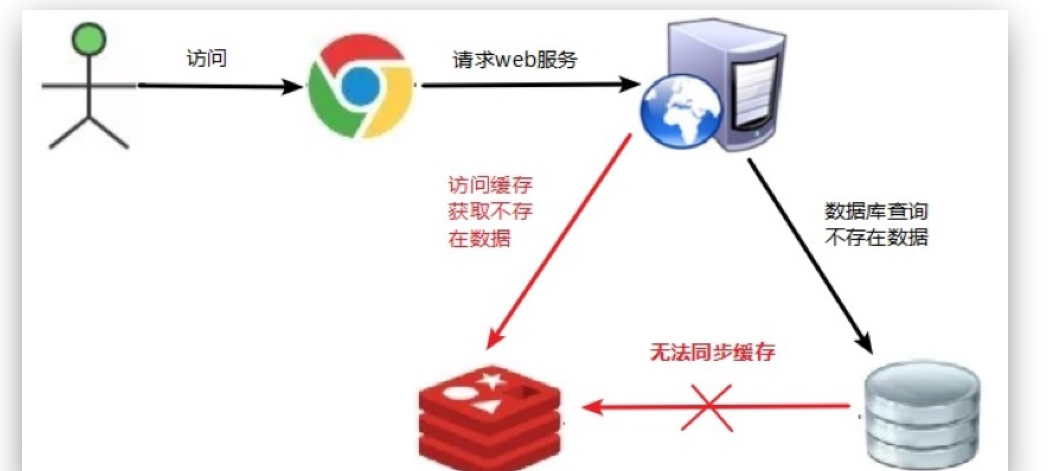 访问
请求web服务
访问缓存
获取不存
在数据
数据库查询
不存在数据
无法同步缓存